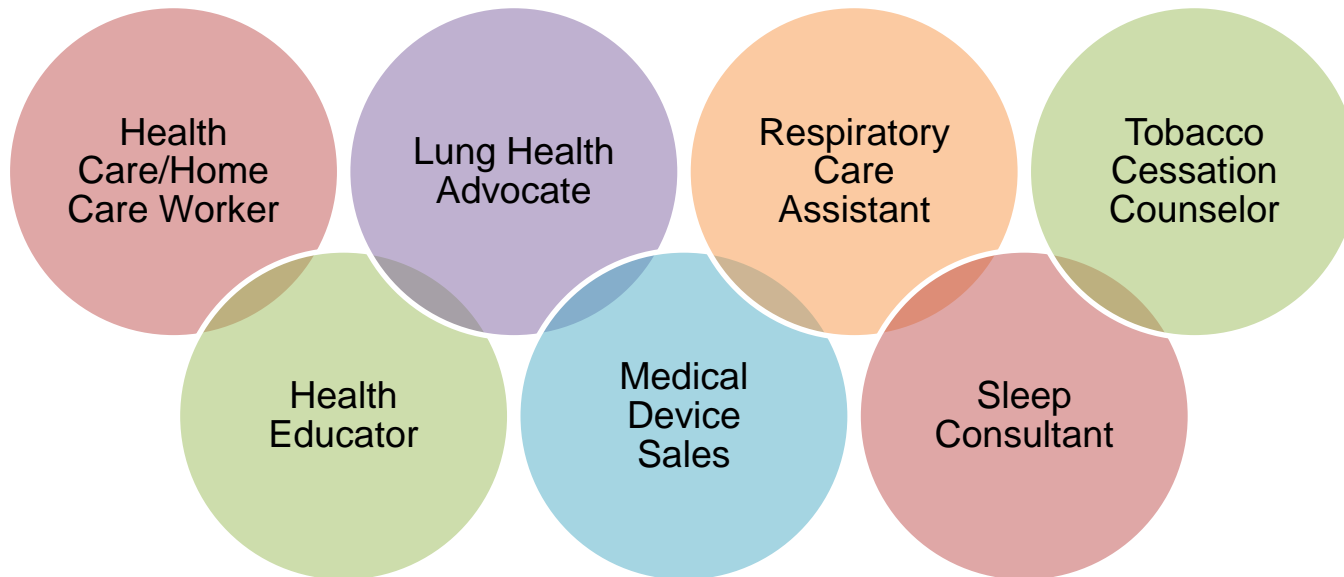 Health
Care/Home
Care Worker
Lung Health
Advocate
Respiratory
Care
Assistant
Tobacco
Cessation
Counselor
Health
Educator
Medical
Device
Sales
Sleep
Consultant